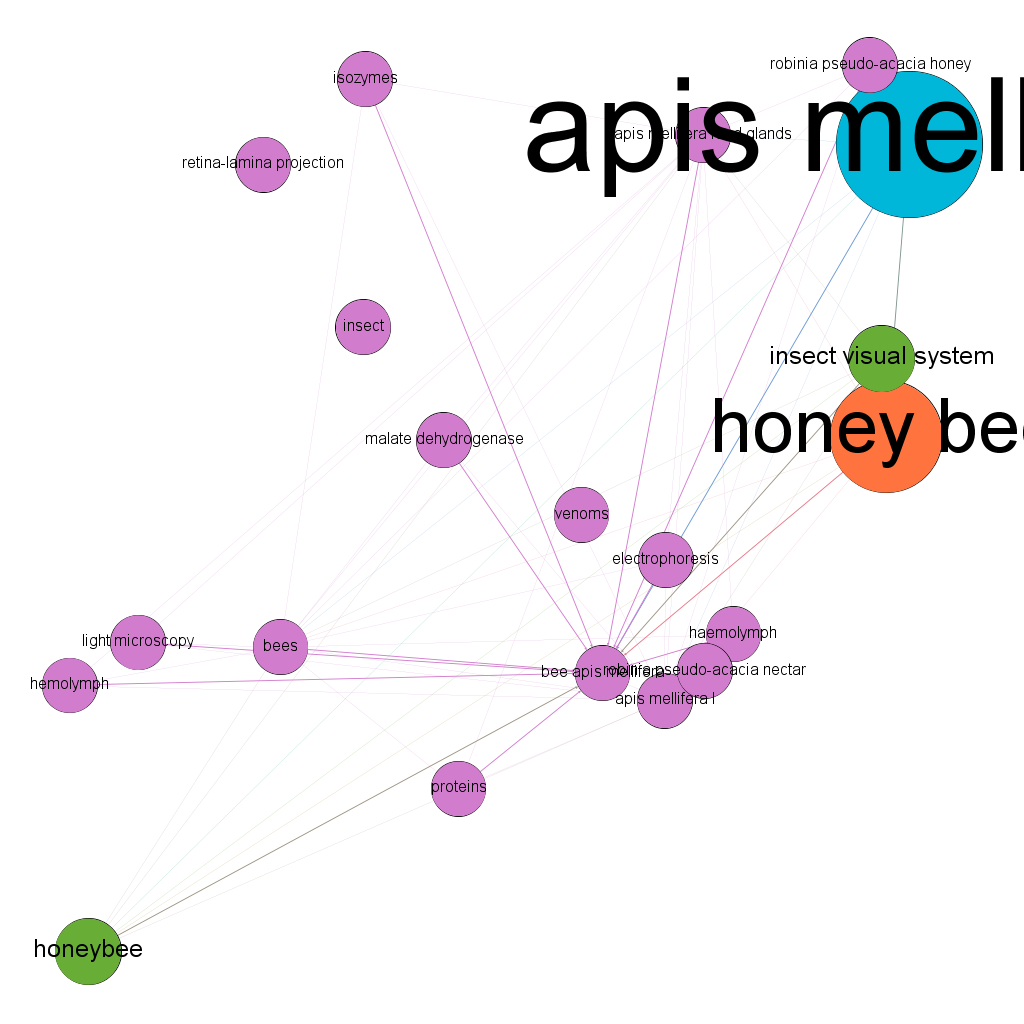 robinia pseudo-acacia honey
isozymes
apis mell
apis mellifera head glands
retina-lamina projection
insect
insect visual system
honey bee
malate dehydrogenase
venoms
electrophoresis
haemolymph
light microscopy
bees
bee apis mellifera
robinia pseudo-acacia nectar
hemolymph
apis mellifera l
proteins
honeybee